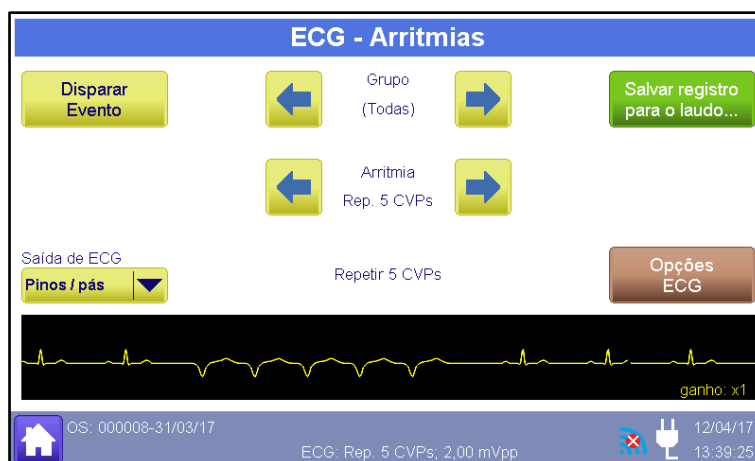 ECG - Arritmias
Disparar
Evento
Grupo
(Todas)
Salvar registro
para o laudo...
Arritmia
Rep. 5 CVPs
Saída de ECG
Pinos / pás
Repetir 5 CVPs
Opções
ECG
ganho: x1
OS: 000008-31/03/17
12/04/17
ECG: Rep. 5 CVPs; 2,00 mVpp
13:39:25